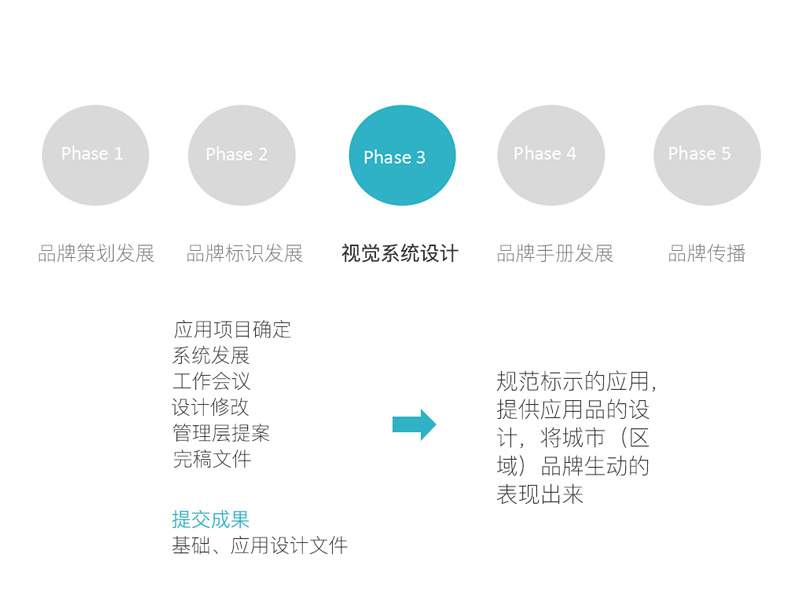 Phase 1
Phase 2
Phase 3
Phase 4
Phase 5
品牌策划发展
品牌标识发展
视觉系统设计
品牌手册发展
品牌传播
应用项目确定
系统发展
工作会议
设计修改
管理层提案
完稿文件
提交成果
基础、应用设计文件
规范标示的应用，
提供应用品的设
计，将城市（区
域）品牌生动的
表现出来